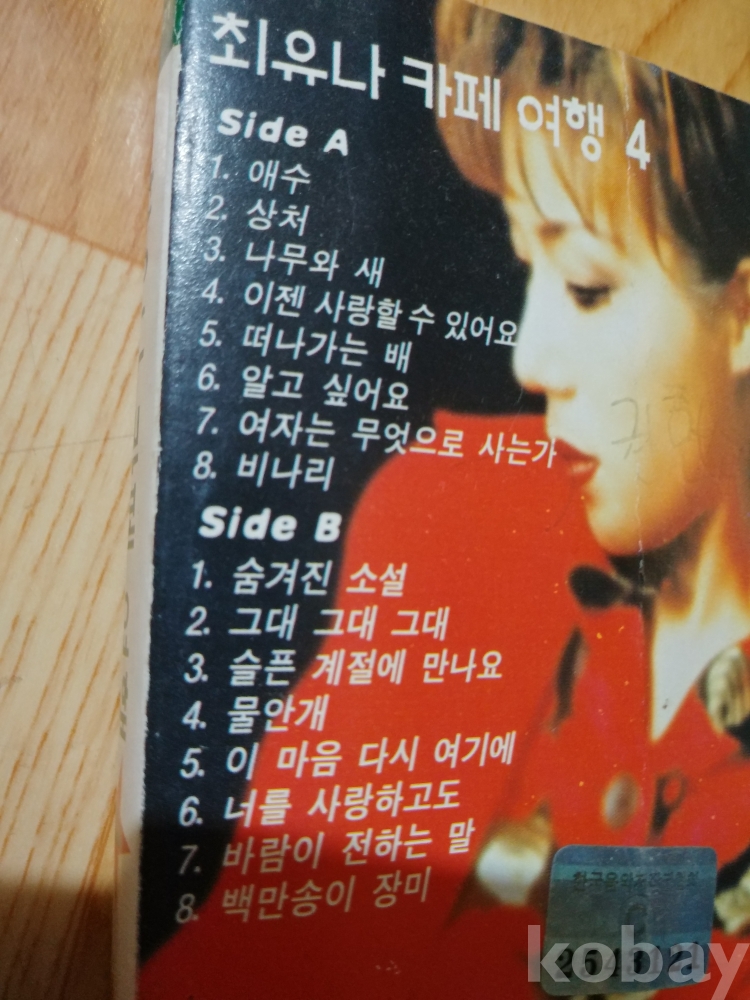 최유나 카페 여행 4
Side A
1. 애수
2. 상처
3. 나무와 새
4. 이젠 사랑할 수 있어요
5. 떠나가는 배
6. 알고 싶어요
7. 여자는 무엇으로 사는가
8. 비나리
Side B
1. 숨겨진 소설
2. 그대 그대 그대
3. 슬픈 계절에 만나요
4. 물안개
5. 이 마음 다시 여기에
6. 너를 사랑하고도
7. 바람이 전하는 말
8. 백만송이 장미
kobay